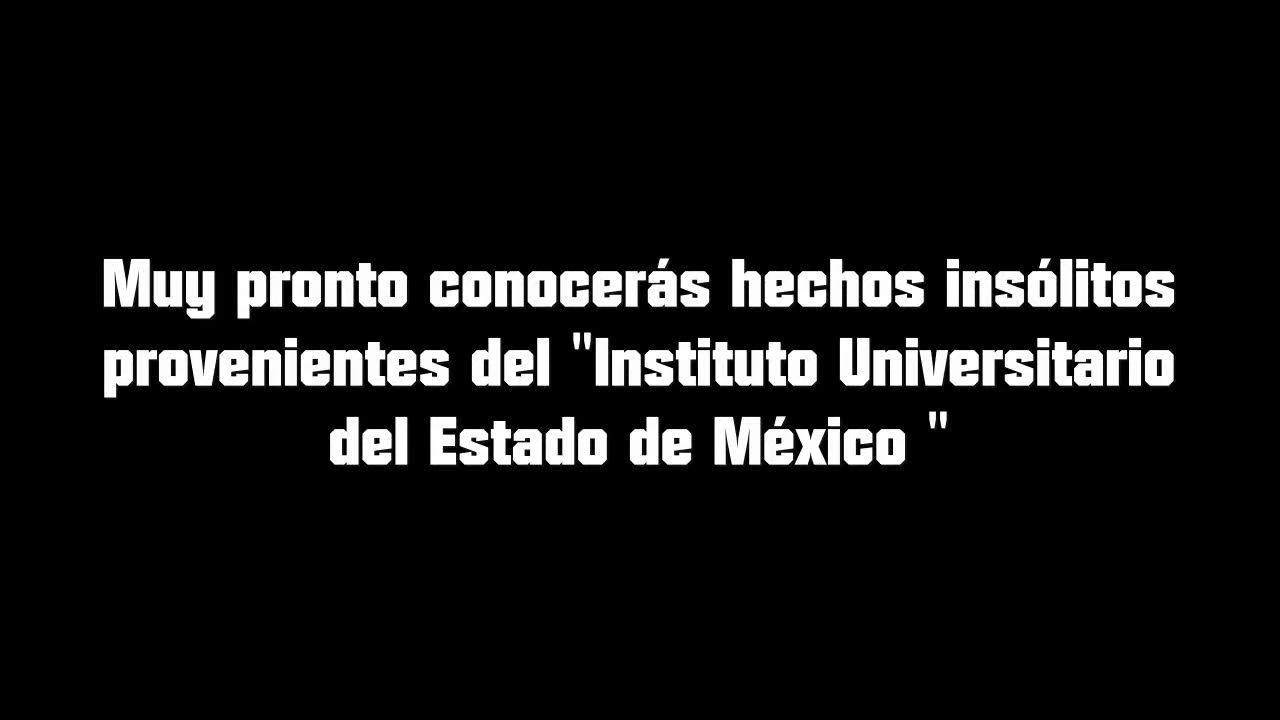 Muy pronto conocerás hechos insólitos
provenientes del "Instituto Universitario
del Estado de México "